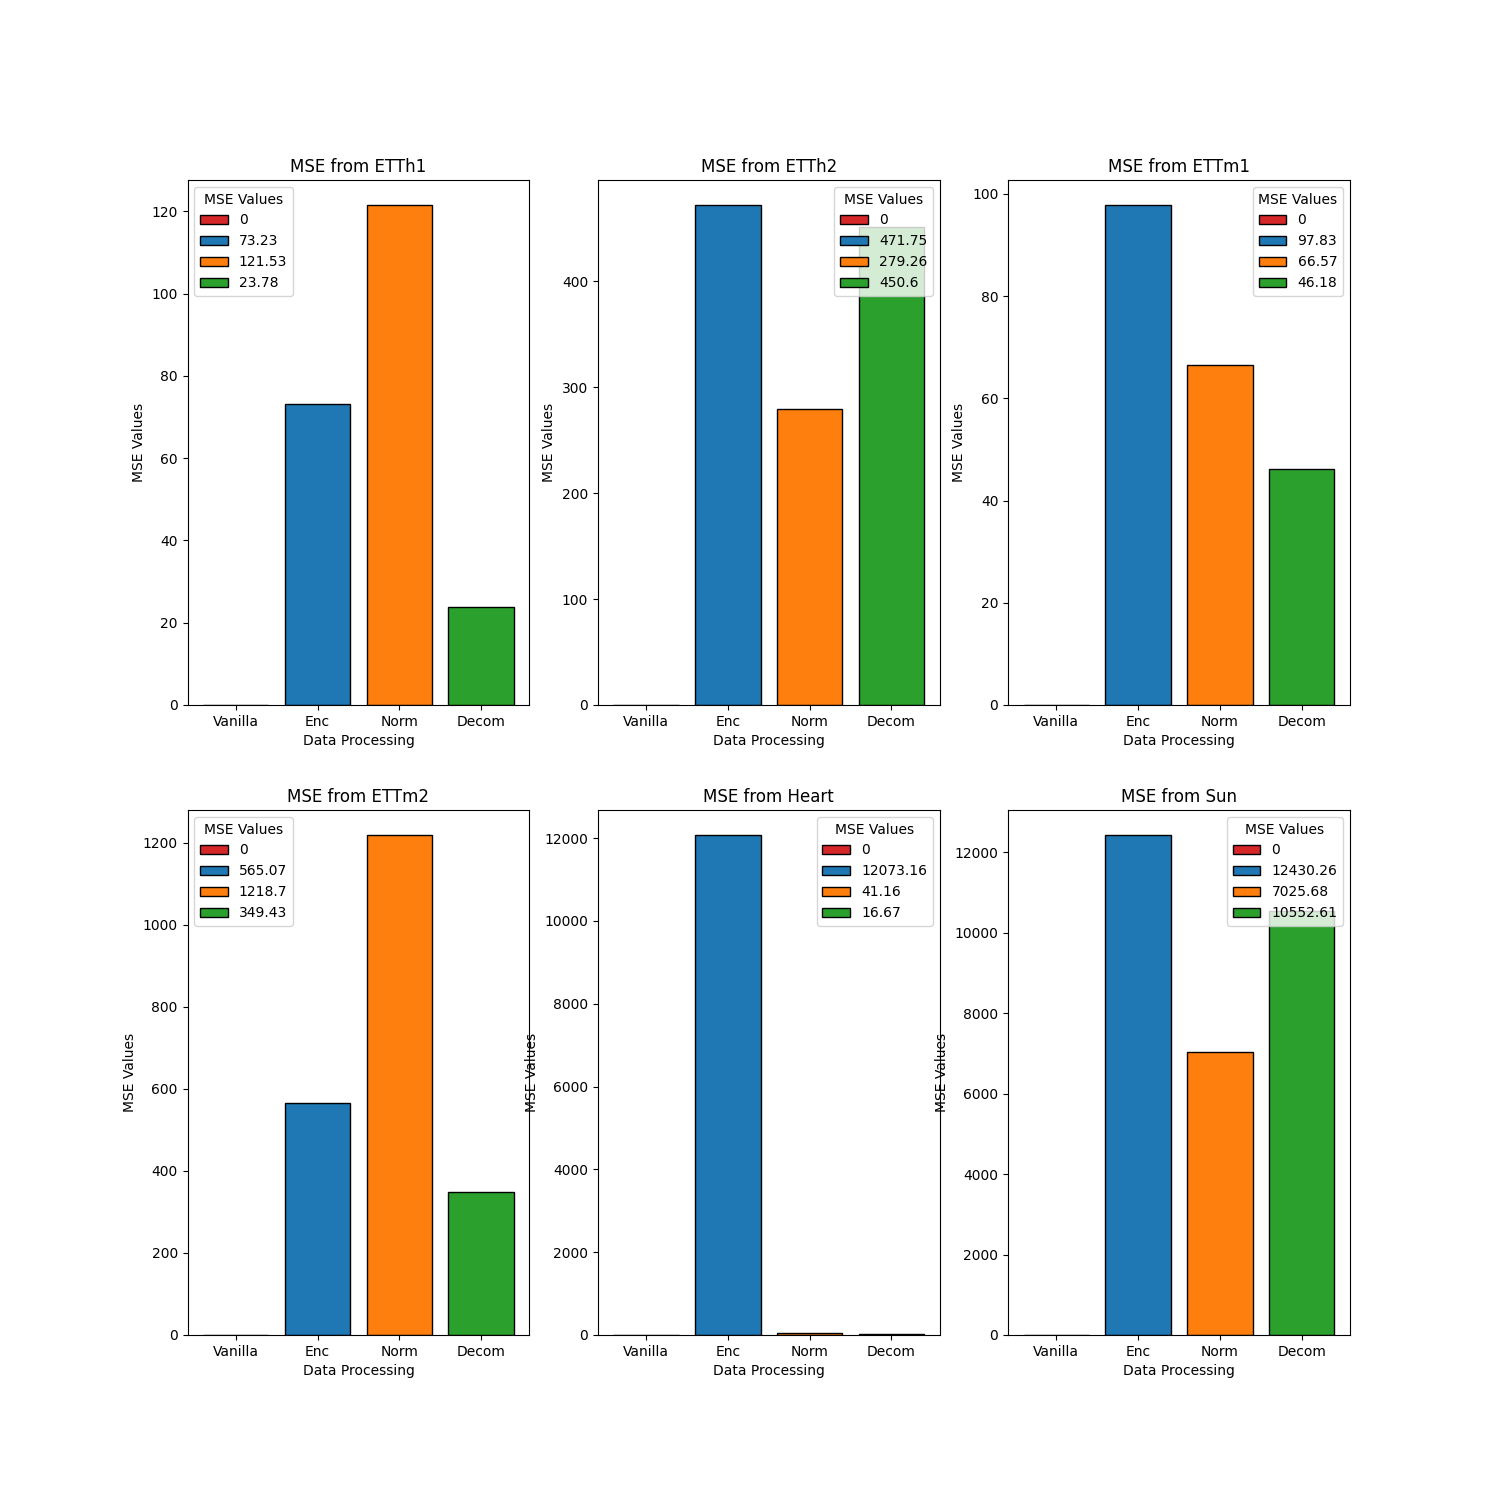 MSE from ETTh1
MSE Values
0
73.23
121.53
23.78
120
100
80
60
40
20
0
MSE Values
Vanilla Enc Norm Decom
Data Processing
MSE from ETTh2
MSE Values
0
471.75
279.26
450.6
400
300
200
100
0
MSE Values
Vanilla Enc Norm Decom
Data Processing
MSE from ETTm1
MSE Values
0
97.83
66.57
46.18
100
80
60
40
20
0
MSE Values
Vanilla Enc Norm Decom
Data Processing
MSE from ETTm2
MSE Values
0
565.07
1218.7
349.43
1200
1000
800
600
400
200
0
MSE Values
Vanilla Enc Norm Decom
Data Processing
MSE from Heart
MSE Values
0
12073.16
41.16
16.67
12000
10000
8000
6000
4000
2000
0
MSE Values
Vanilla Enc Norm Decom
Data Processing
MSE from Sun
MSE Values
0
12430.26
7025.68
10552.61
12000
10000
8000
6000
4000
2000
0
MSE Values
Vanilla Enc Norm Decom
Data Processing